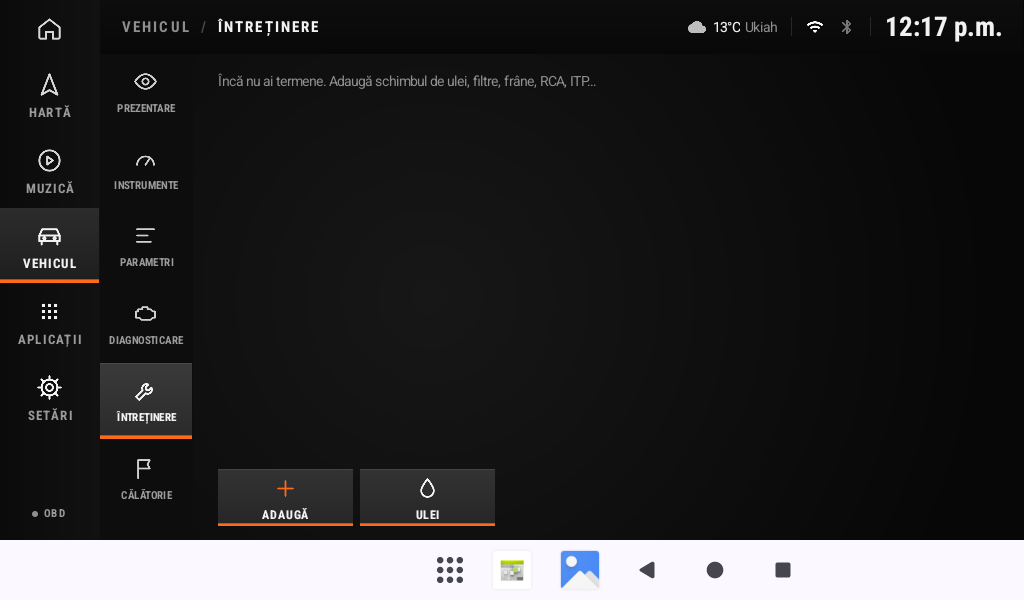 VEHICUL / ÎNTREȚINERE
13°C Ukiah
12:17 p.m.
HARTĂ
MUZICĂ
VEHICUL
APLICAȚII
SETĂRI
OBD
PREZENTARE
INSTRUMENTE
PARAMETRI
DIAGNOSTICARE
ÎNTREȚINERE
CĂLĂTORIE
Încă nu ai termene. Adaugă schimbul de ulei, filtre, frâne, RCA, ITP...
ADAUGĂ
ULEI